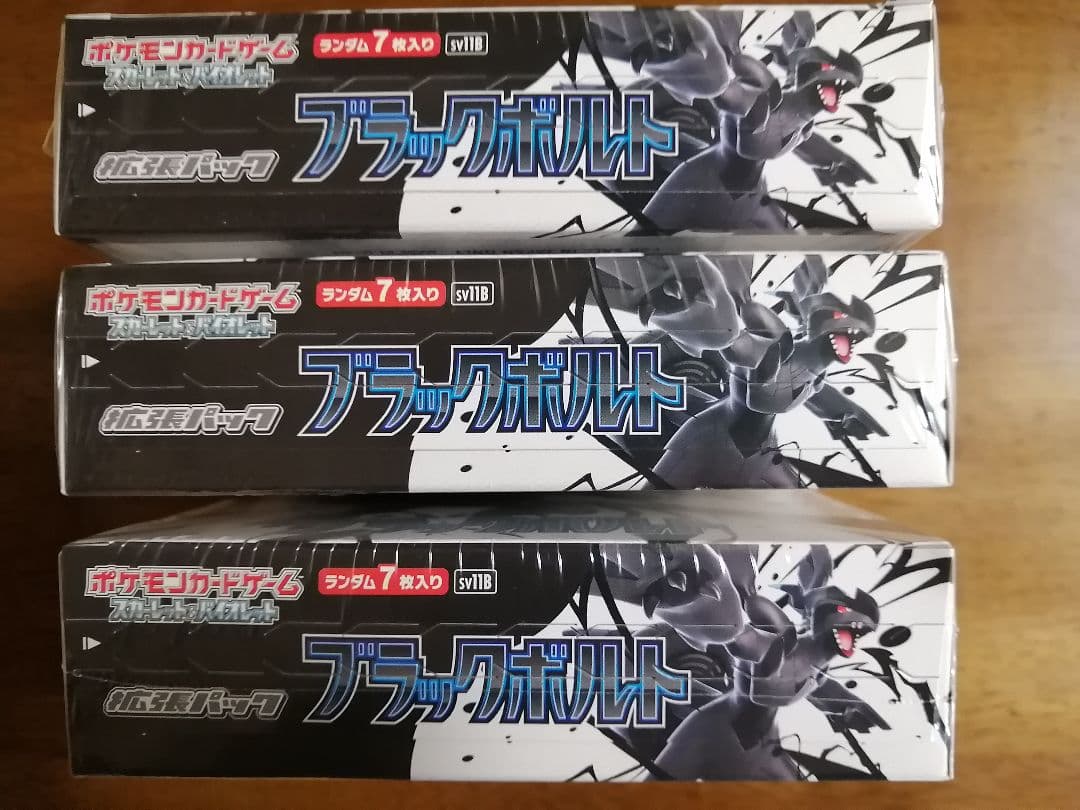 ポケモンカードゲーム
スカーレット&バイオレット
ランダム7枚入り
sv11B
ブラックボルト
拡張パック
ポケモンカードゲーム
スカーレット&バイオレット
ランダム7枚入り
sv11B
ブラックボルト
拡張パック
ポケモンカードゲーム
スカーレット&バイオレット
ランダム7枚入り
sv11B
ブラックボルト
拡張パック